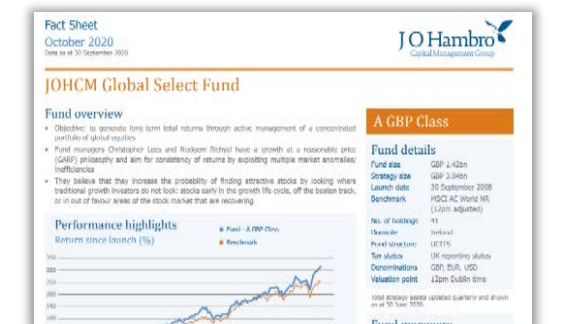 Fact Sheet
October 2020
Data as at 30 September 2020
J O Hambro
Capital Management Group
JOHCM Global Select Fund
Fund overview
• Objective: to generate long term total returns through active management of a concentrated
portfolio of global equities
• Fund managers Christopher Lees and Nudgem Richyal have a growth at a reasonable price
(GARP) philosophy and aim for consistency of returns by exploiting multiple market anomalies/
inefficiencies
• They believe that they increase the probability of finding attractive stocks by looking where
traditional growth investors do not look: stocks early in the growth life-cycle, off the beaten track,
or in out of favour areas of the stock market that are recovering
Performance highlights
Return since launch (%)
Fund - A GBP Class
Benchmark
350
300
250
200
A GBP Class
Fund details
Fund size GBP 1.42bn
Strategy size GBP 3.04bn
Launch date 30 September 2008
Benchmark MSCI AC World NR
(12pm adjusted)
No. of holdings 41
Domicile Ireland
Fund structure UCITS
Tax status UK reporting status
Denominations GBP, EUR, USD
Valuation point 12pm Dublin time
Total strategy assets updated quarterly and shown
as at 30 June 2020